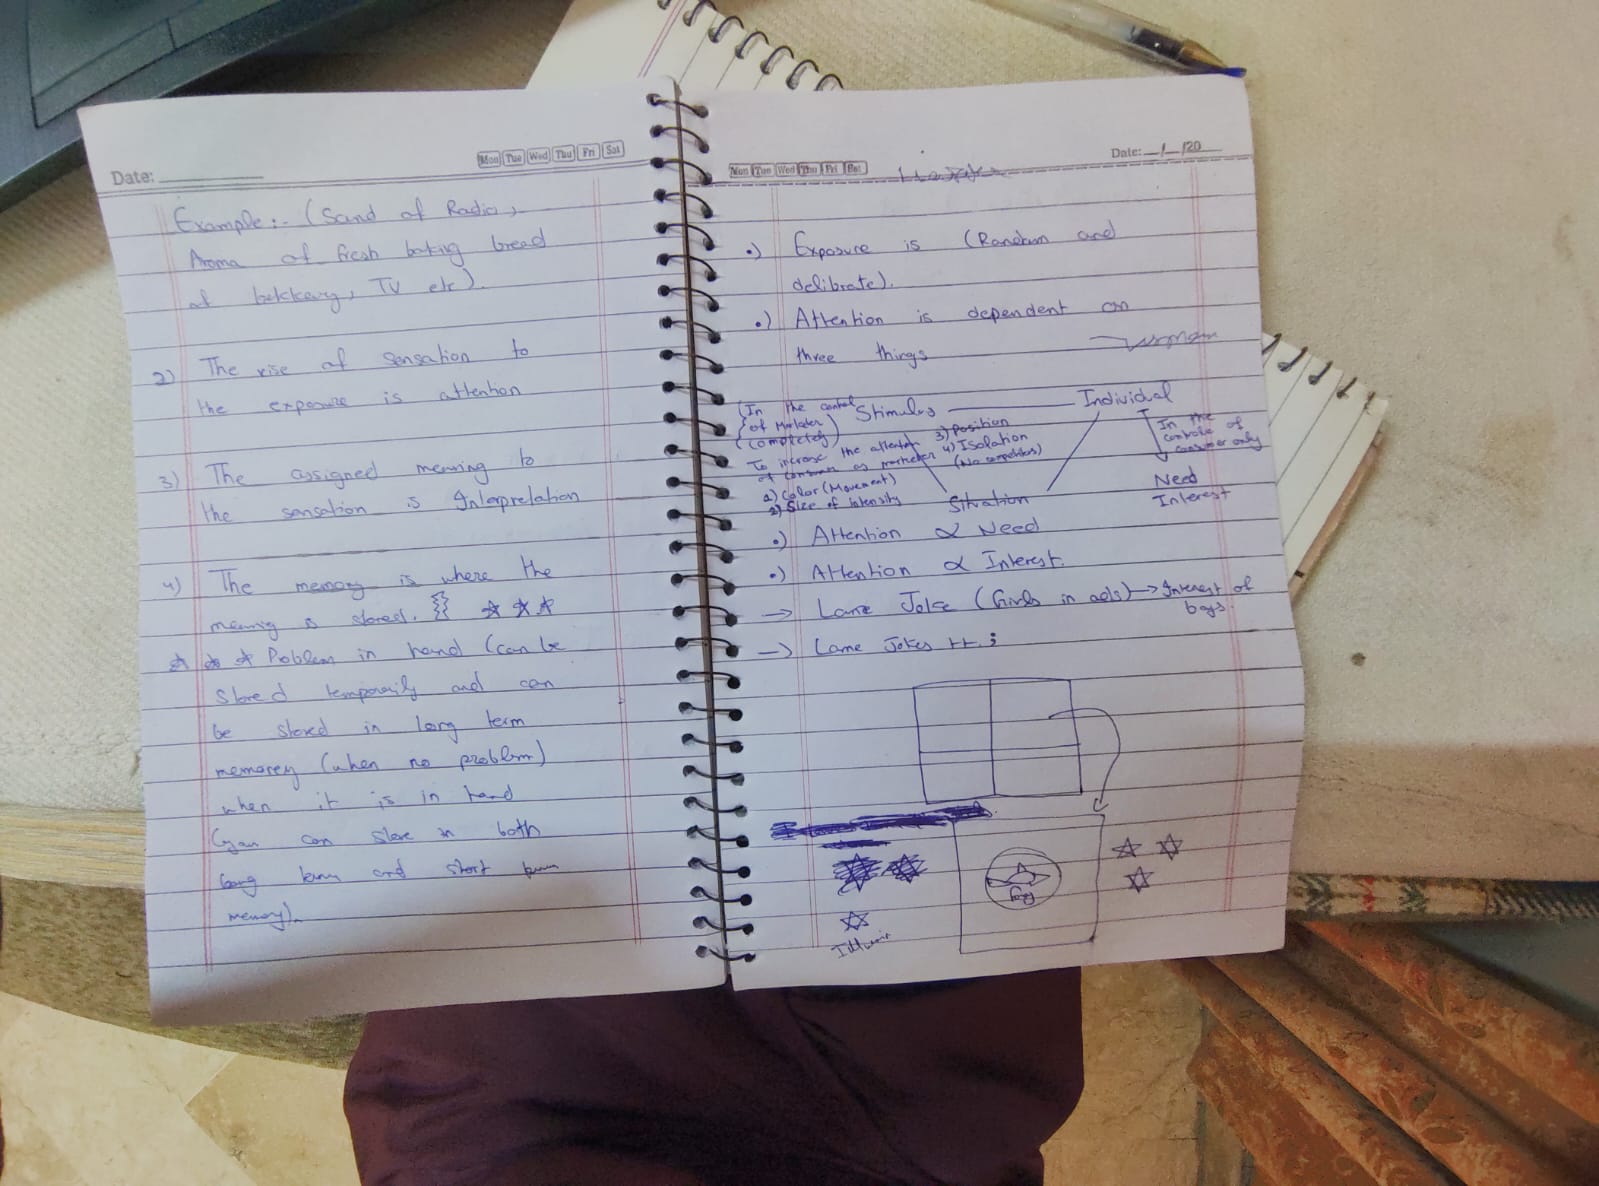 Date:
Mon Tue Wed Thu Fri Sat
Example:- (Sand of Radio,
Aroma of fresh baking bread
at bekkery, TV etc).
2) The rise of sensation to
the exposure is attention
3) The assigned meaning to
the sensation is Interpretation
4) The memory is where the
meaning is stored.
Problem in hand (can be
stored temporaily and can
be stored in long term
memorey (when no problem)
when it is in hand
(you can store in both
long term and short term
memory).
Mon Tue Wed Thu Fri Sat
Date: / /20
•) Exposure is (Random and
delibrate).
•) Attention is dependent on
three things
Woman
Stimulus
Individual
Situation
(In the control
of Marketer
completely)
To increase the attention
of consumer as marketer
1) Color (Movement)
2) Size of intensity
3) Position
4) Isolation
(No competitors)
In the
controle of
consumer only
Need
Interest
•) Attention ∝ Need
•) Attention ∝ Interest.
→ Lame Joke (Girls in ads) → Interest of
boys.
→ Lame Jokes ++ ;